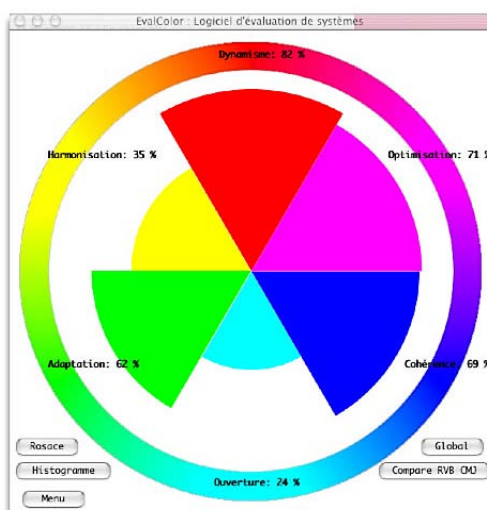 EvalColor : Logiciel d'évaluation de systèmes
Dynamisme: 82 %
Harmonisation: 35 %
Optimisation: 71 %
Adaptation: 62 %
Cohérence: 69 %
Ouverture: 24 %
Rosace
Global
Histogramme
Compare RVB CMJ
Menu